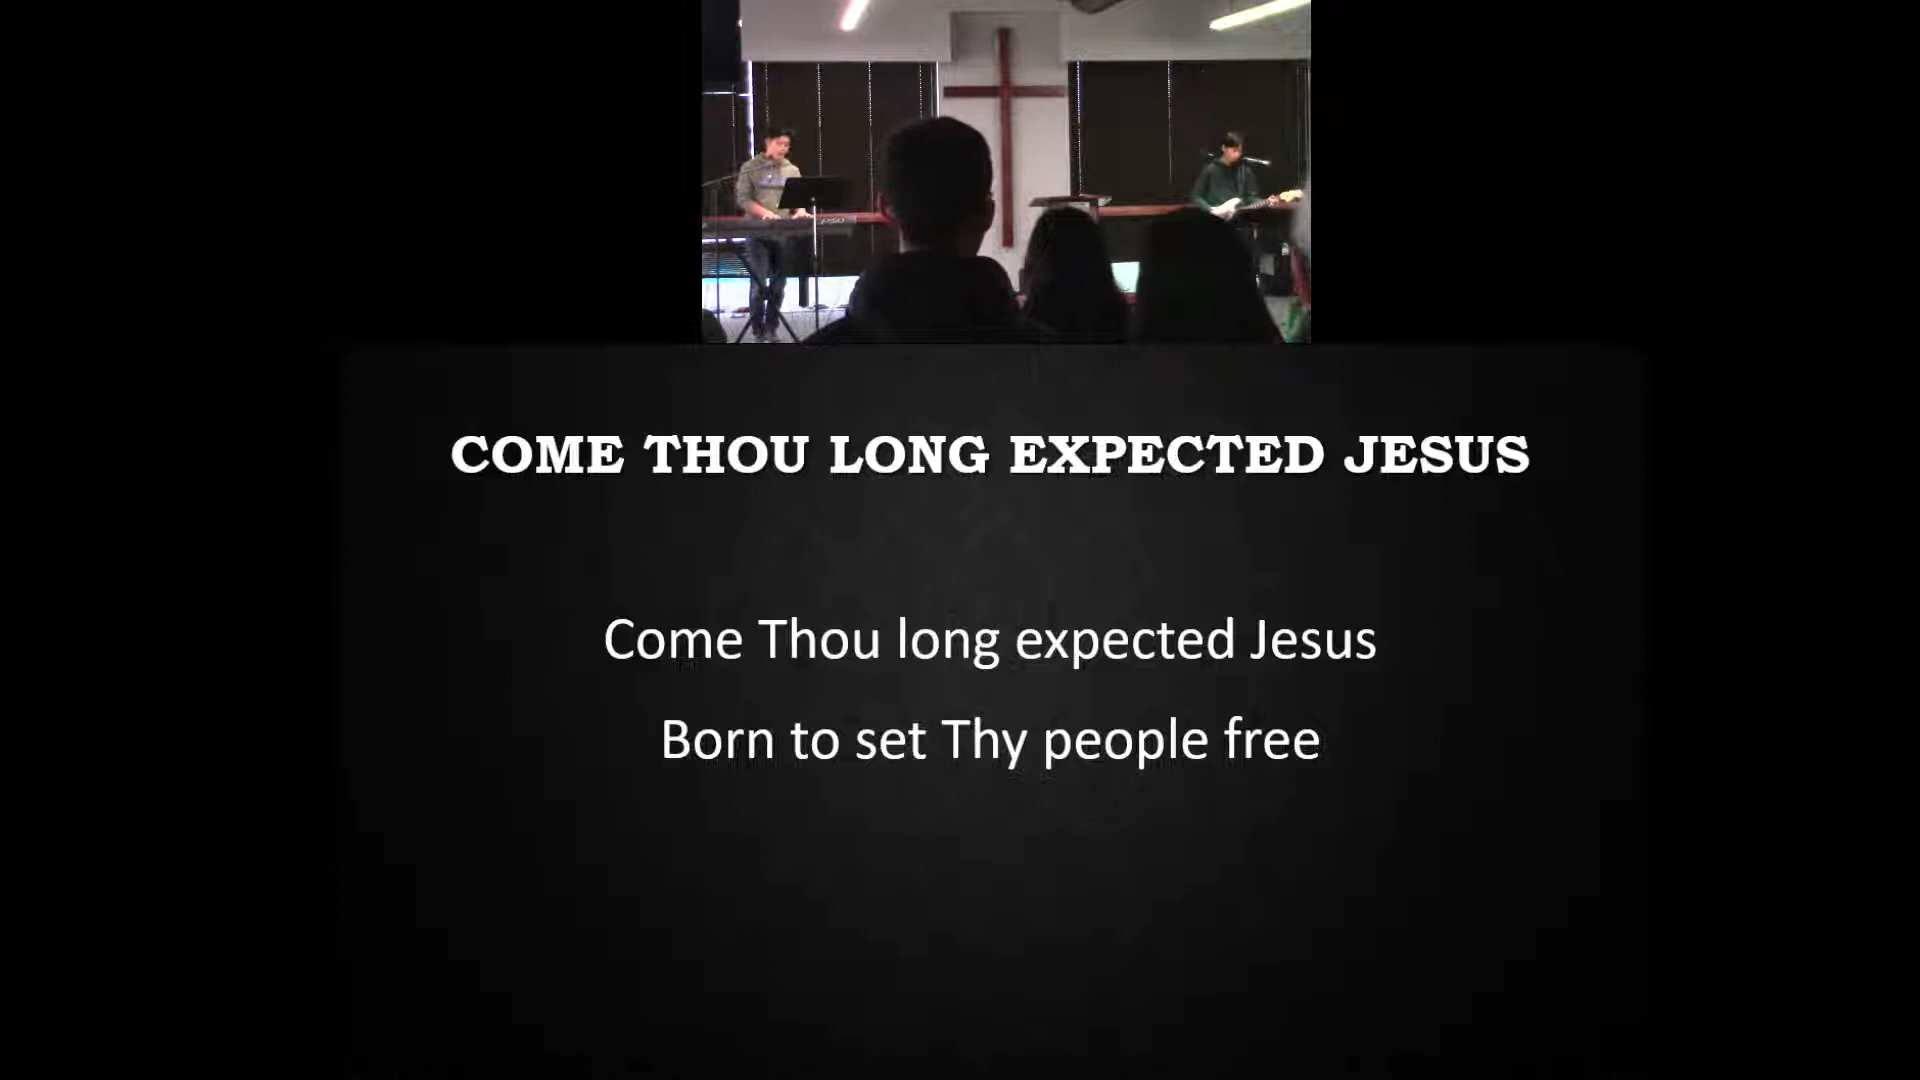 COME THOU LONG EXPECTED JESUS
Come Thou long expected Jesus
Born to set Thy people free